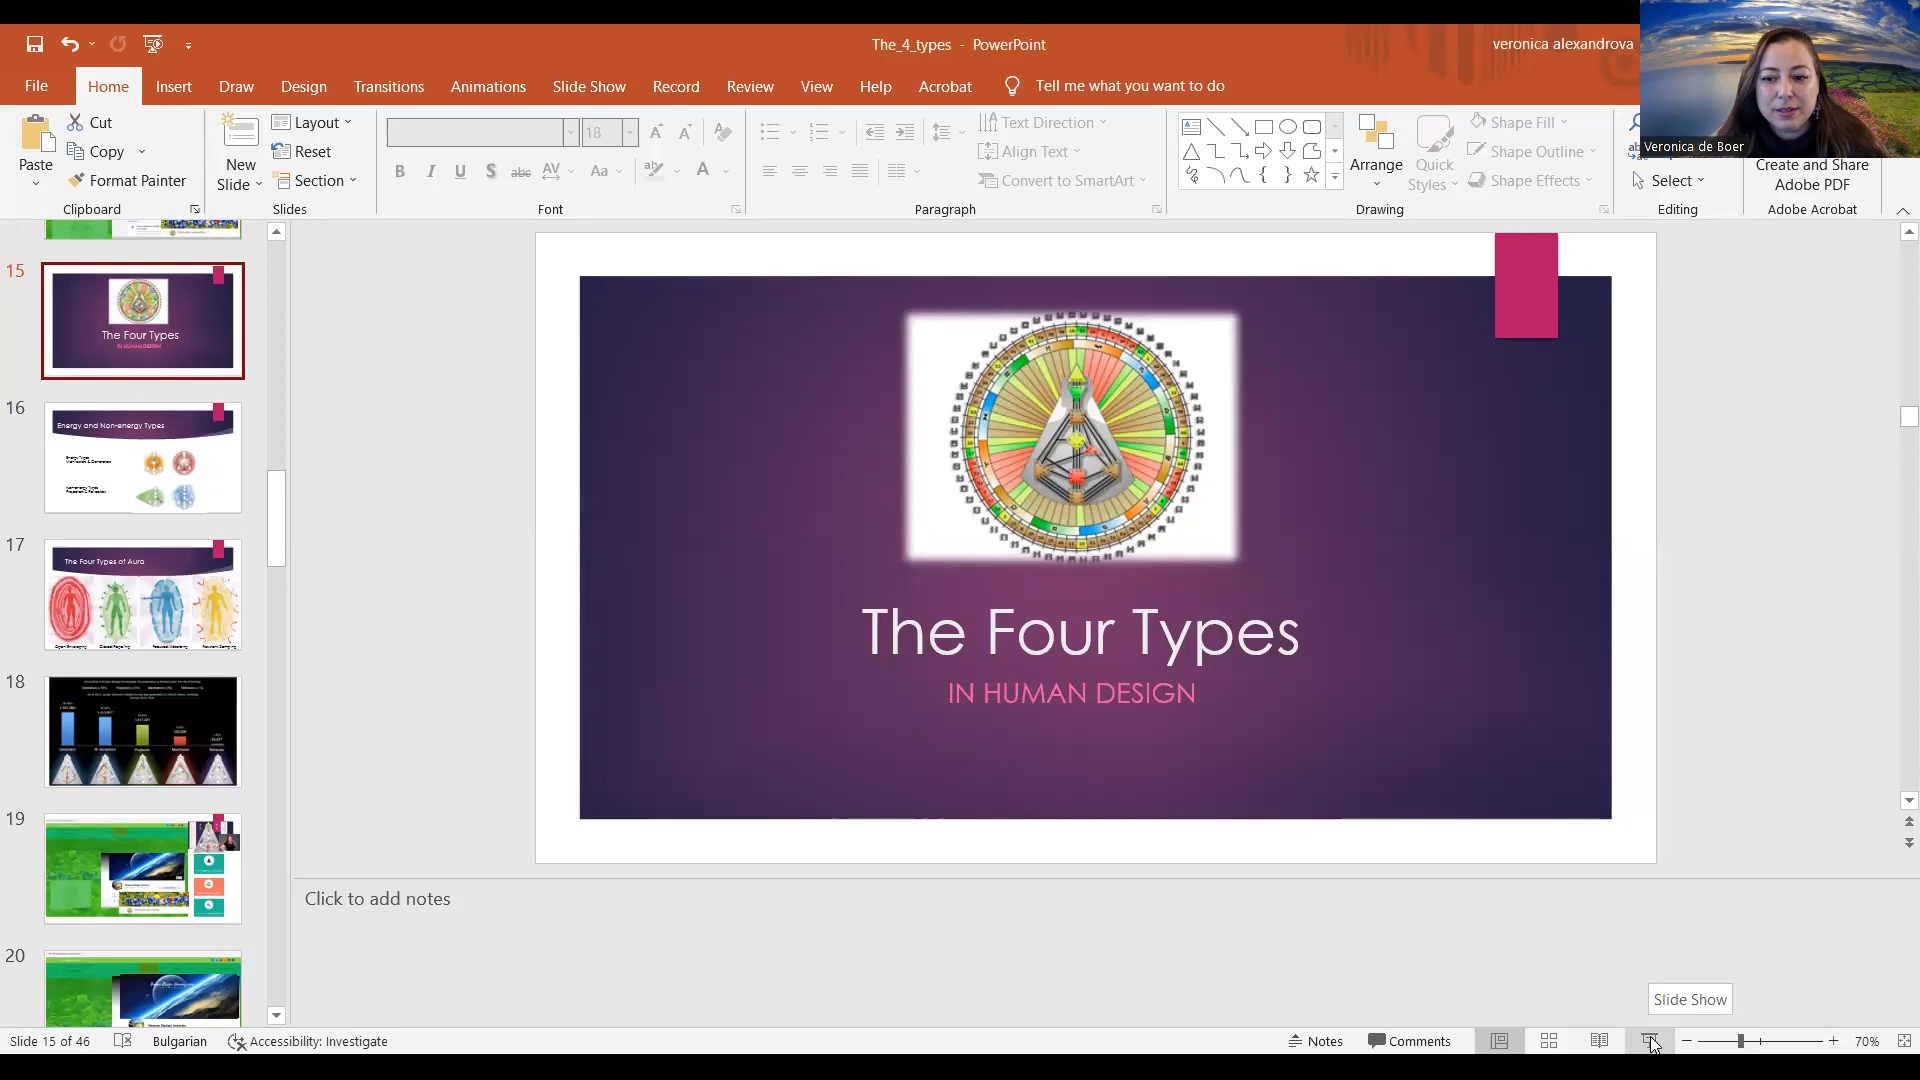 The_4_types - PowerPoint
veronica alexandrova
File
Home
Insert
Draw
Design
Transitions
Animations
Slide Show
Record
Review
View
Help
Acrobat
Tell me what you want to do
Veronica de Boer
Paste
Cut
Copy
Format Painter
Clipboard
New
Slide
Layout
Reset
Section
Slides
18
Font
Text Direction
Align Text
Convert to SmartArt
Paragraph
Arrange
Quick
Styles
Shape Fill
Shape Outline
Shape Effects
Drawing
Select
Editing
Create and Share
Adobe PDF
Adobe Acrobat
15
The Four Types
IN HUMAN DESIGN
16
Energy and Non-energy Types
17
The Four Types of Aura
18
19
20
The Four Types
IN HUMAN DESIGN
Click to add notes
Slide Show
Slide 15 of 46
Bulgarian
Accessibility: Investigate
Notes
Comments
70%